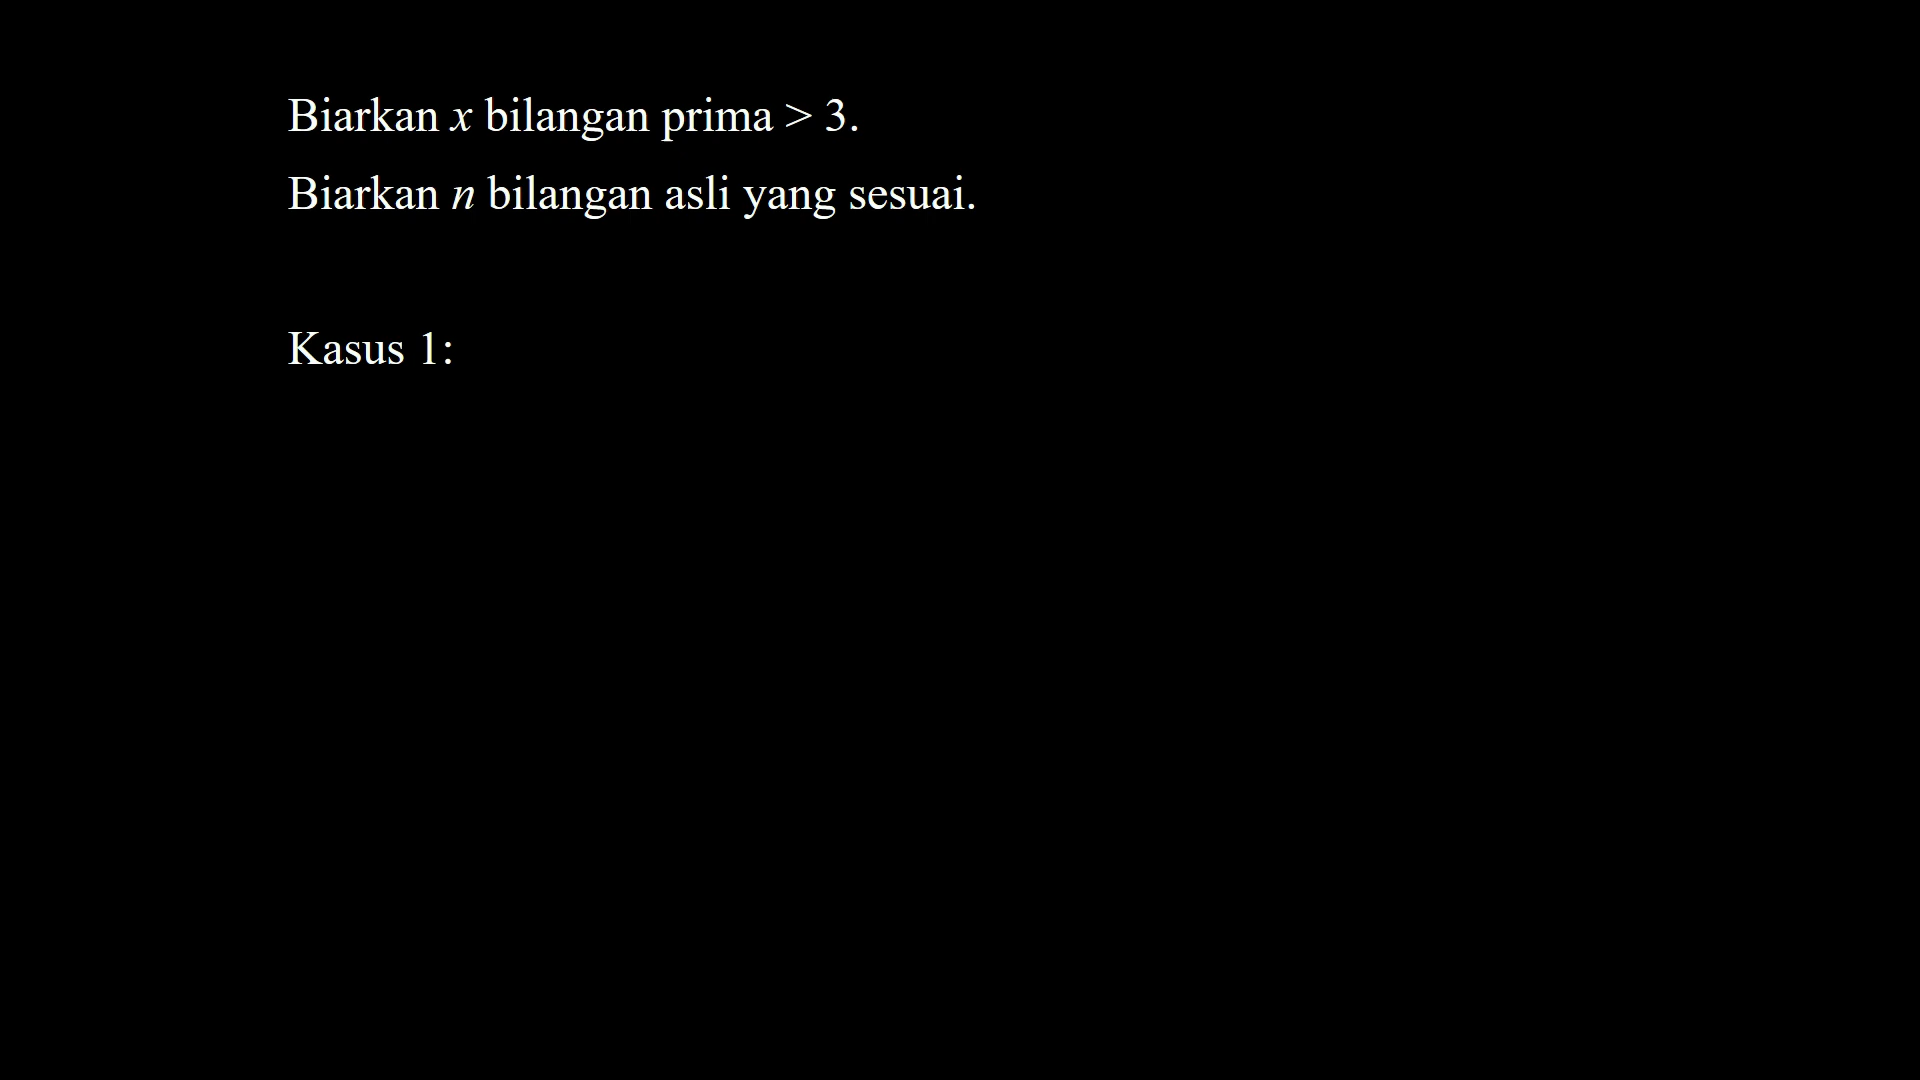 Biarkan x bilangan prima > 3.
Biarkan n bilangan asli yang sesuai.
Kasus 1: